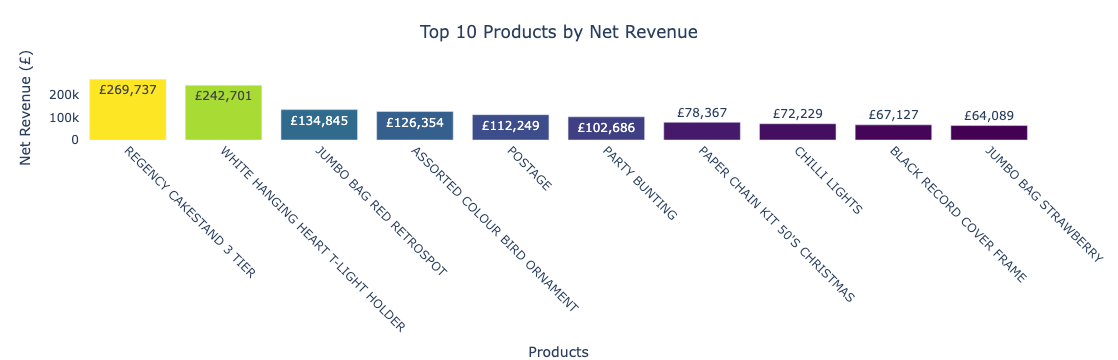 Top 10 Products by Net Revenue
Net Revenue (£)
200k
100k
0
£269,737
£242,701
£134,845
£126,354
£112,249
£102,686
£78,367
£72,229
£67,127
£64,089
REGENCY CAKESTAND 3 TIER
WHITE HANGING HEART T-LIGHT HOLDER
JUMBO BAG RED RETROSPOT
ASSORTED COLOUR BIRD ORNAMENT
POSTAGE
PARTY BUNTING
PAPER CHAIN KIT 50'S CHRISTMAS
CHILLI LIGHTS
BLACK RECORD COVER FRAME
JUMBO BAG STRAWBERRY
Products